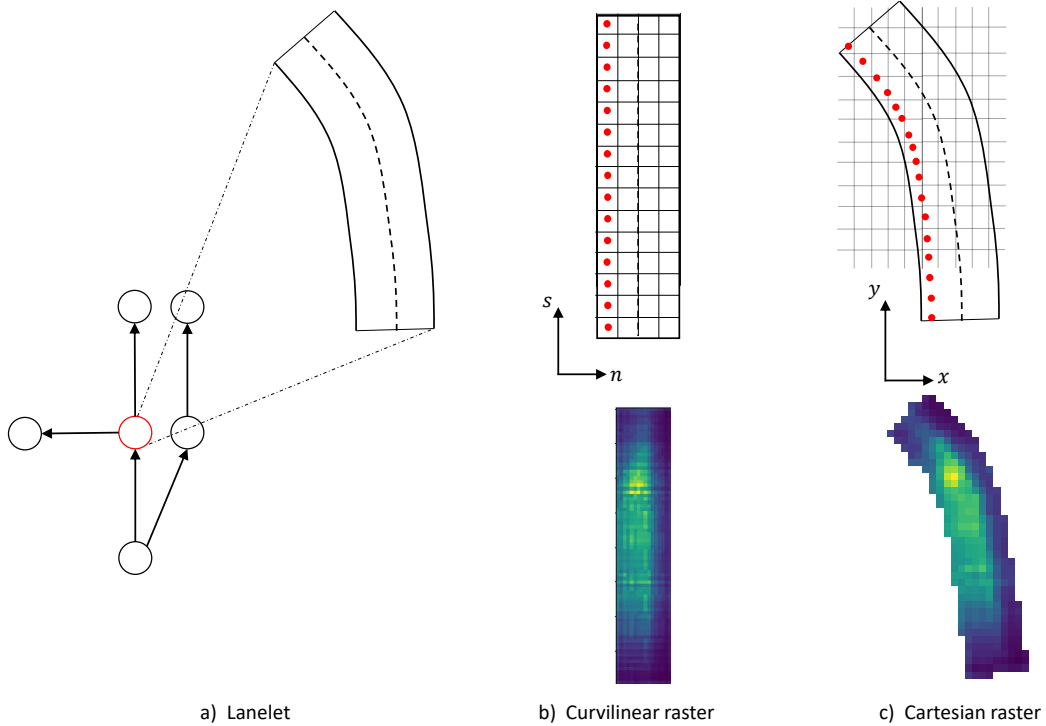 s
n
y
x
a) Lanelet
b) Curvilinear raster
c) Cartesian raster